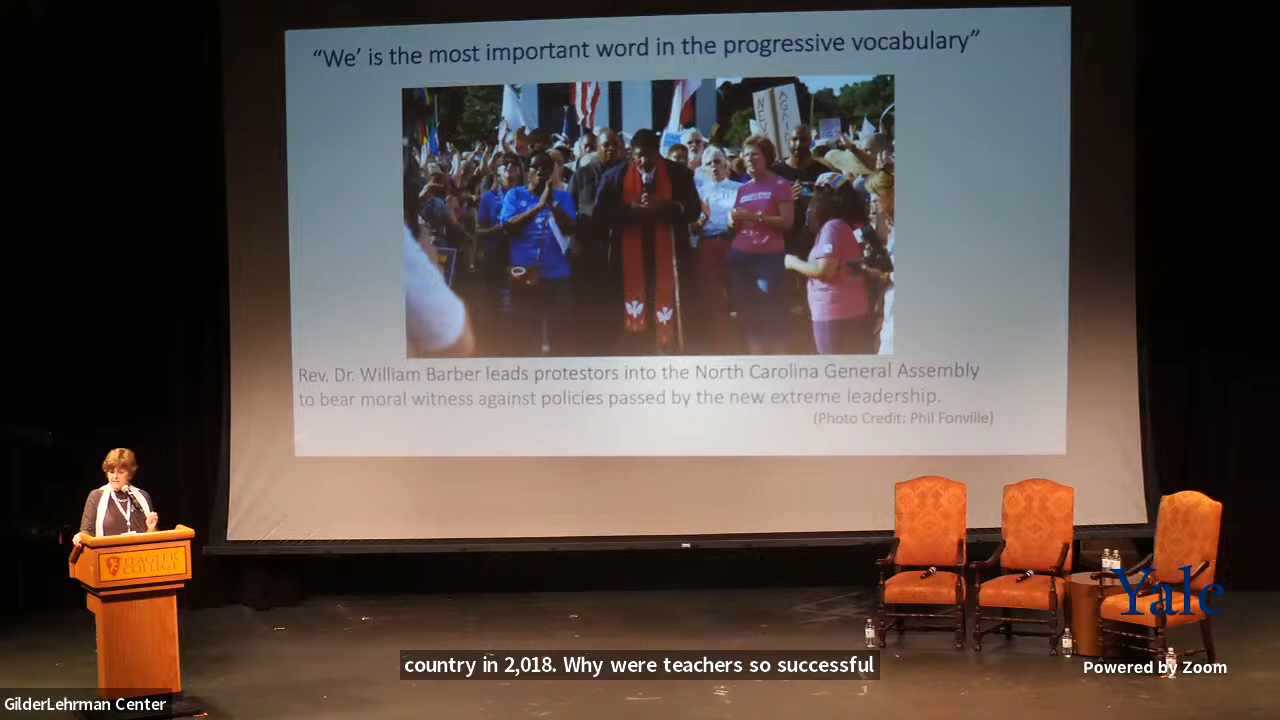 “We’ is the most important word in the progressive vocabulary”
NEVER
AGAIN
Rev. Dr. William Barber leads protestors into the North Carolina General Assembly
to bear moral witness against policies passed by the new extreme leadership.
(Photo Credit: Phil Fonville)
FLAGLER
COLLEGE
Yale
country in 2,018. Why were teachers so successful
Powered by Zoom
GilderLehrman Center